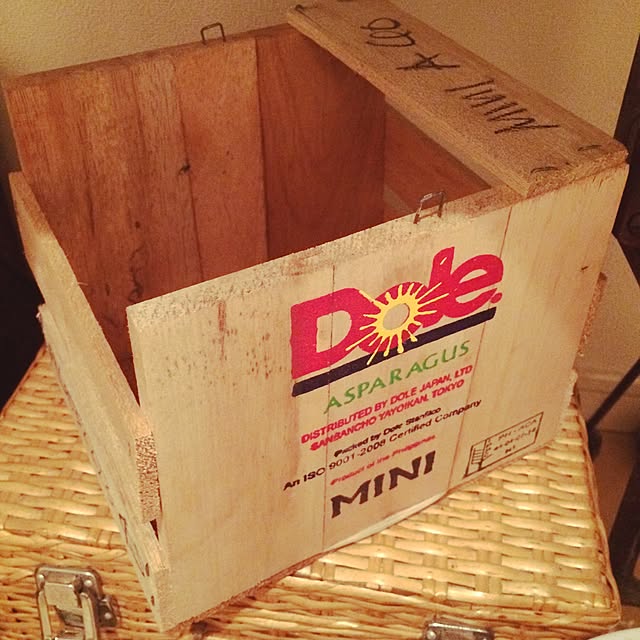 MINI A
Dole
ASPARAGUS
DISTRIBUTED BY DOLE JAPAN, LTD
SANBANCHO YAYOIKAN, TOKYO
Packed by Dole Stanfilco
An ISO 9001-2008 Certified Company
Product of the Philippines
MINI